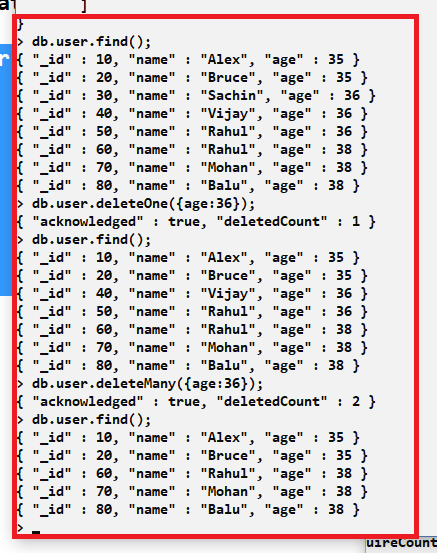 at ]
}
> db.user.find();
{ "_id" : 10, "name" : "Alex", "age" : 35 }
{ "_id" : 20, "name" : "Bruce", "age" : 35 }
{ "_id" : 30, "name" : "Sachin", "age" : 36 }
{ "_id" : 40, "name" : "Vijay", "age" : 36 }
{ "_id" : 50, "name" : "Rahul", "age" : 36 }
{ "_id" : 60, "name" : "Rahul", "age" : 38 }
{ "_id" : 70, "name" : "Mohan", "age" : 38 }
{ "_id" : 80, "name" : "Balu", "age" : 38 }
> db.user.deleteOne({age:36});
{ "acknowledged" : true, "deletedCount" : 1 }
> db.user.find();
{ "_id" : 10, "name" : "Alex", "age" : 35 }
{ "_id" : 20, "name" : "Bruce", "age" : 35 }
{ "_id" : 40, "name" : "Vijay", "age" : 36 }
{ "_id" : 50, "name" : "Rahul", "age" : 36 }
{ "_id" : 60, "name" : "Rahul", "age" : 38 }
{ "_id" : 70, "name" : "Mohan", "age" : 38 }
{ "_id" : 80, "name" : "Balu", "age" : 38 }
> db.user.deleteMany({age:36});
{ "acknowledged" : true, "deletedCount" : 2 }
> db.user.find();
{ "_id" : 10, "name" : "Alex", "age" : 35 }
{ "_id" : 20, "name" : "Bruce", "age" : 35 }
{ "_id" : 60, "name" : "Rahul", "age" : 38 }
{ "_id" : 70, "name" : "Mohan", "age" : 38 }
{ "_id" : 80, "name" : "Balu", "age" : 38 }
>
uireCount